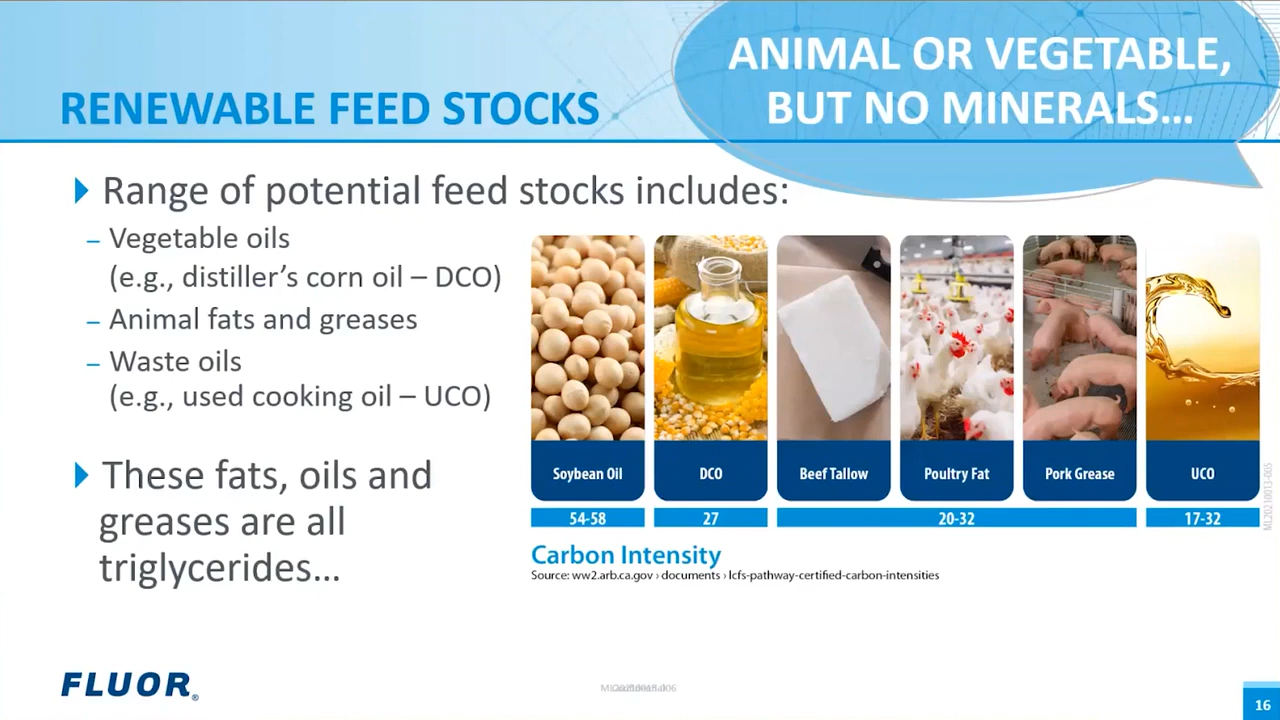 ANIMAL OR VEGETABLE,
BUT NO MINERALS...
RENEWABLE FEED STOCKS
Range of potential feed stocks includes:
– Vegetable oils
(e.g., distiller’s corn oil – DCO)
– Animal fats and greases
– Waste oils
(e.g., used cooking oil – UCO)
These fats, oils and
greases are all
triglycerides...
Soybean Oil
DCO
Beef Tallow
Poultry Fat
Pork Grease
UCO
54-58
27
20-32
17-32
Carbon Intensity
Source: ww2.arb.ca.gov › documents › lcfs-pathway-certified-carbon-intensities
ML20210013-005
FLUOR®
16